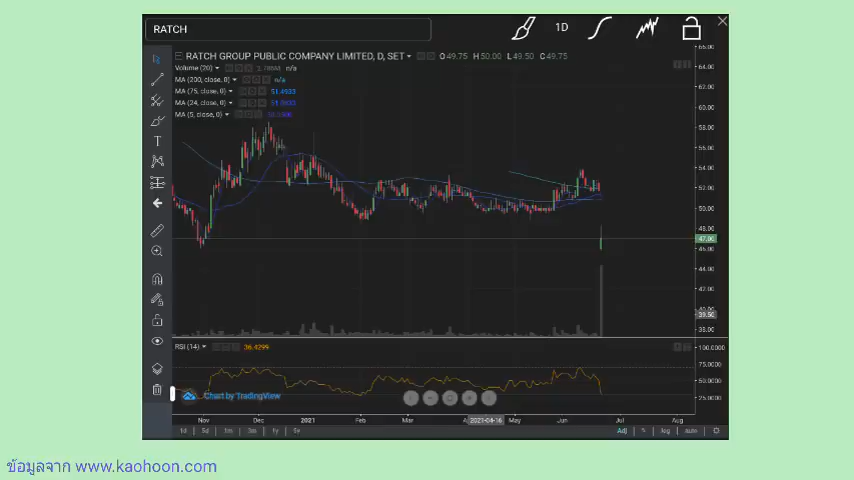 RATCH
1D
RATCH GROUP PUBLIC COMPANY LIMITED, D, SET O49.75 H50.00 L49.50 C49.75
Volume (20) n/a
MA (200, close, 0) n/a
MA (75, close, 0) 51.4933
MA (24, close, 0)
MA (5, close, 0)
66.00
64.00
62.00
60.00
58.00
56.00
54.00
52.00
50.00
48.00
47.00
46.00
44.00
42.00
39.50
38.00
RSI (14) 36.4299
100.0000
75.0000
50.0000
25.0000
Chart by TradingView
Nov Dec 2021 Feb Mar 2021-04-16 May Jun Jul Aug
1d 5d 1m 3m 1y 5y Adj % log auto
ข้อมูลจาก www.kaohoon.com